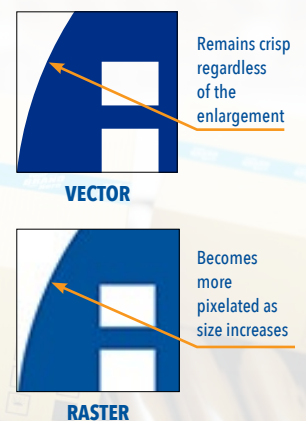 Remains crisp
regardless
of the
enlargement
VECTOR
Becomes
more
pixelated as
size increases
RASTER